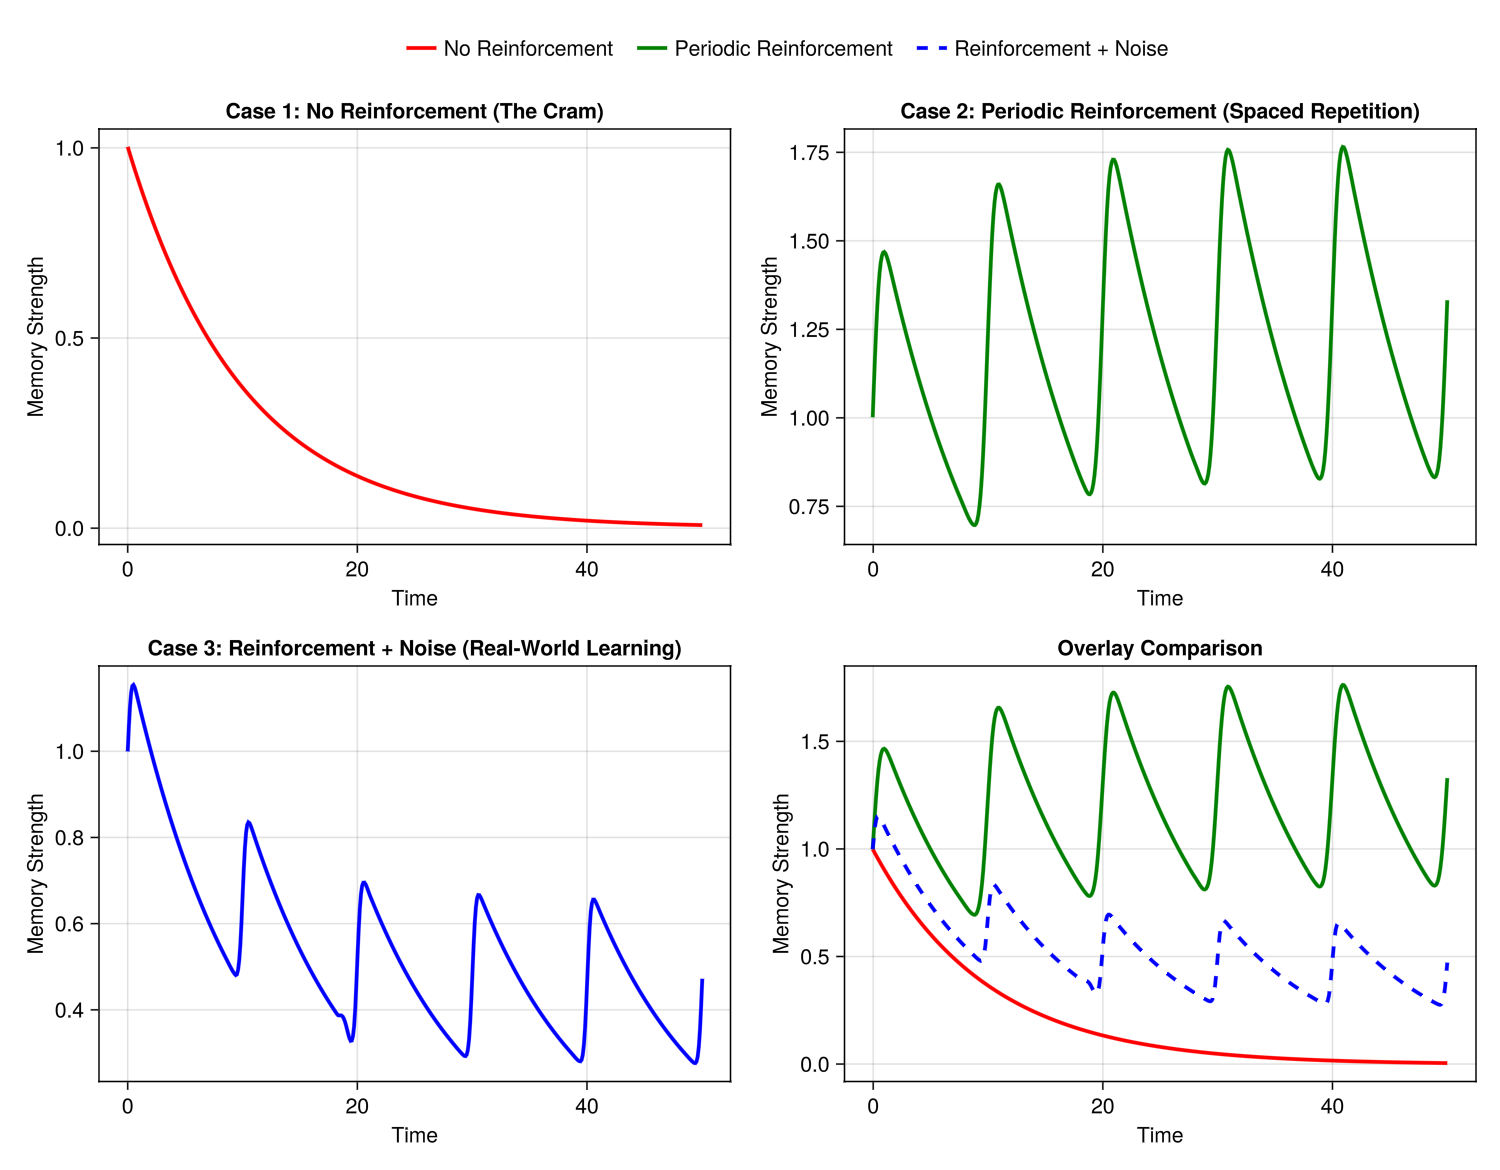 No Reinforcement Periodic Reinforcement Reinforcement + Noise
Case 1: No Reinforcement (The Cram)
Memory Strength
1.0
0.5
0.0
0 20 40
Time
Case 2: Periodic Reinforcement (Spaced Repetition)
Memory Strength
1.75
1.50
1.25
1.00
0.75
0 20 40
Time
Case 3: Reinforcement + Noise (Real-World Learning)
Memory Strength
1.0
0.8
0.6
0.4
0 20 40
Time
Overlay Comparison
Memory Strength
1.5
1.0
0.5
0.0
0 20 40
Time